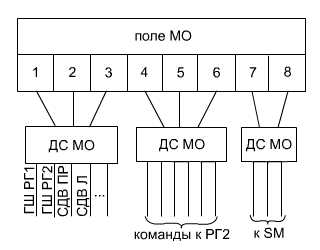 поле МО
1 2 3 4 5 6 7 8
ДС МО ДС МО ДС МО
ГШ РГ1
ГШ РГ2
СДВ ПР
СДВ Л
...
команды к РГ2 к SM